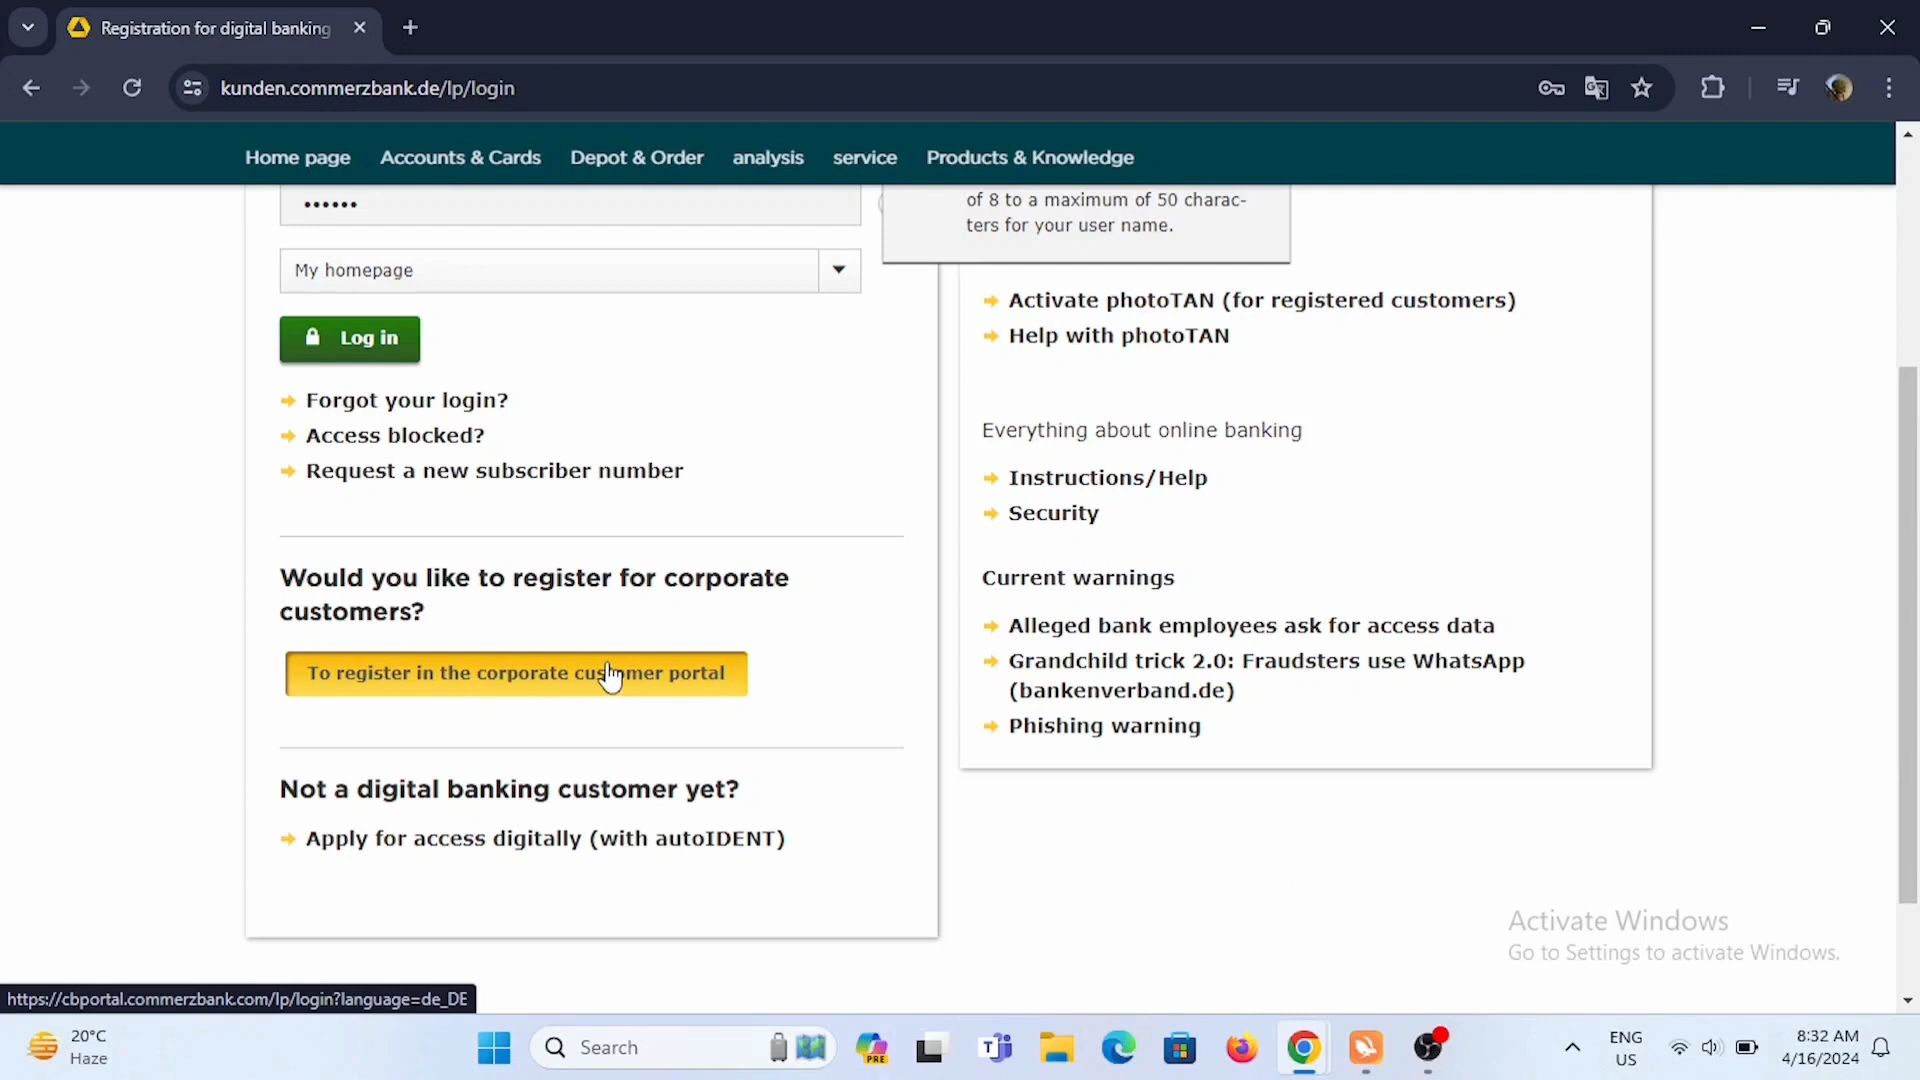 Registration for digital banking
kunden.commerzbank.de/lp/login
Home page Accounts & Cards Depot & Order analysis service Products & Knowledge
••••••
My homepage
Log in
Forgot your login?
Access blocked?
Request a new subscriber number
Would you like to register for corporate
customers?
To register in the corporate customer portal
Not a digital banking customer yet?
Apply for access digitally (with autoIDENT)
of 8 to a maximum of 50 charac-
ters for your user name.
Activate photoTAN (for registered customers)
Help with photoTAN
Everything about online banking
Instructions/Help
Security
Current warnings
Alleged bank employees ask for access data
Grandchild trick 2.0: Fraudsters use WhatsApp
(bankenverband.de)
Phishing warning
Activate Windows
Go to Settings to activate Windows.
https://cbportal.commerzbank.com/lp/login?language=de_DE
20°C
Haze
Search
PRE
ENG
US
8:32 AM
4/16/2024